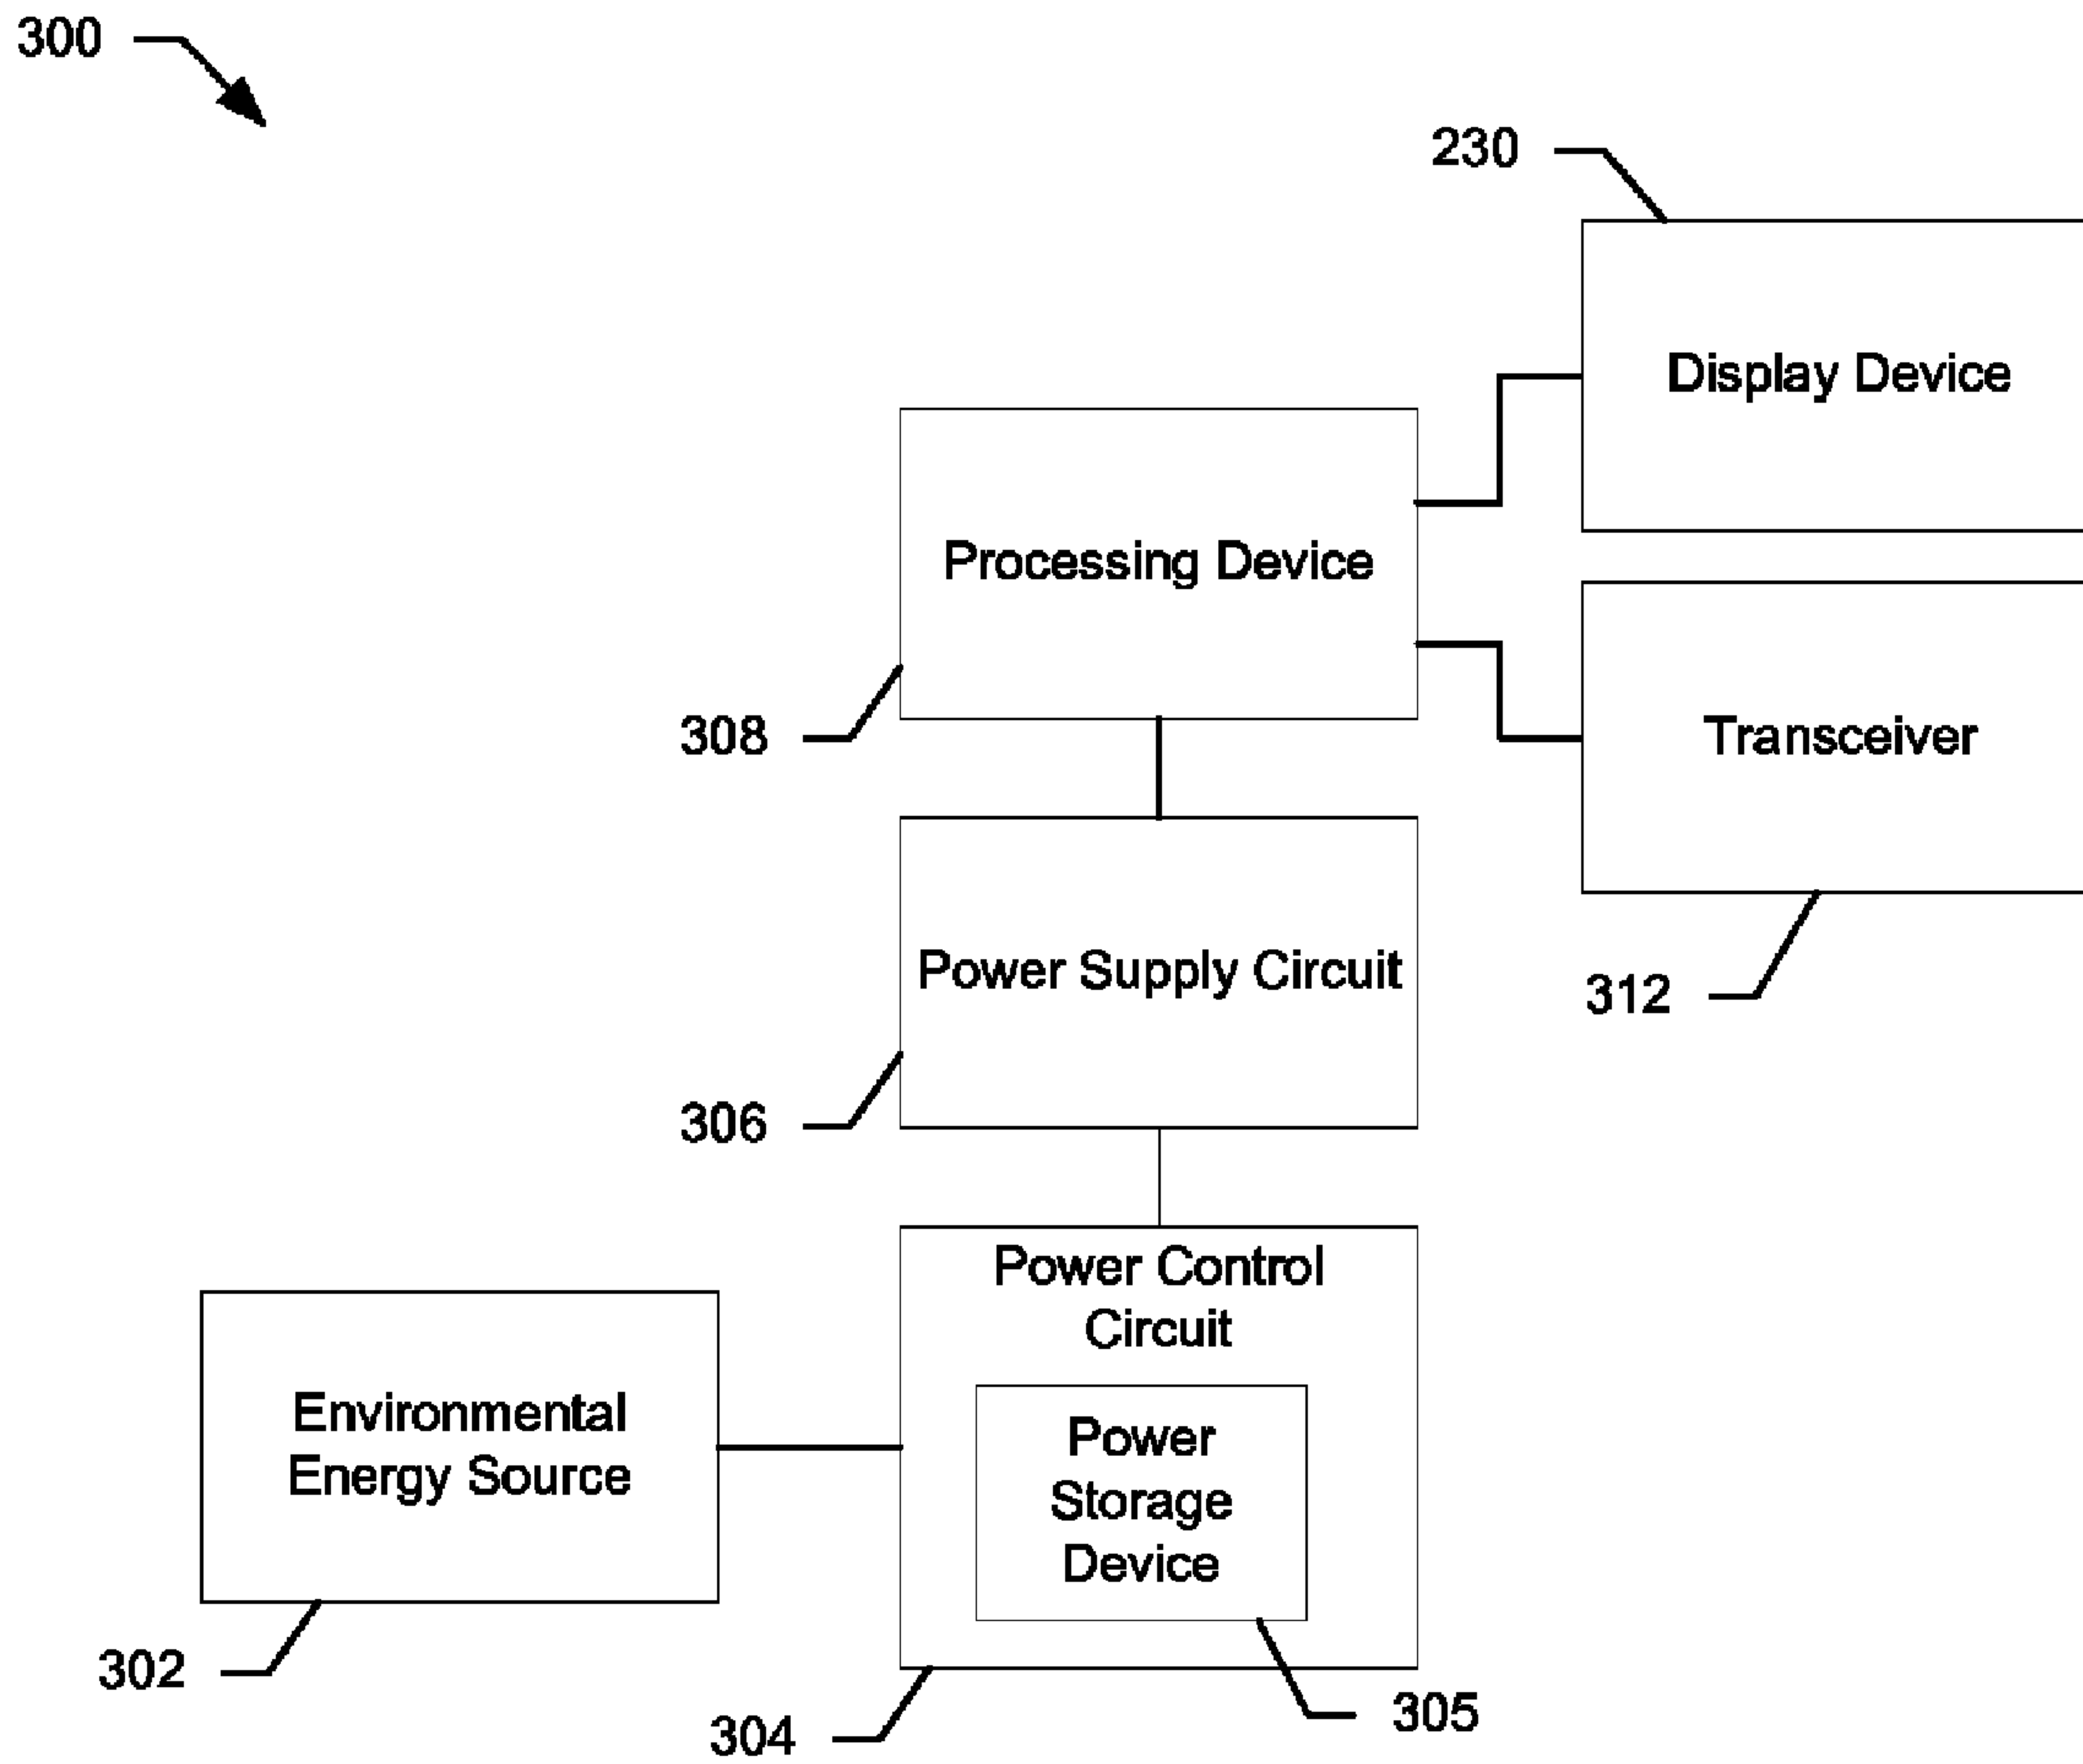 300
230
Display Device
Processing Device
308
Transceiver
Power Supply Circuit
312
306
Power Control
Circuit
Environmental
Energy Source
Power
Storage
Device
302
304
305